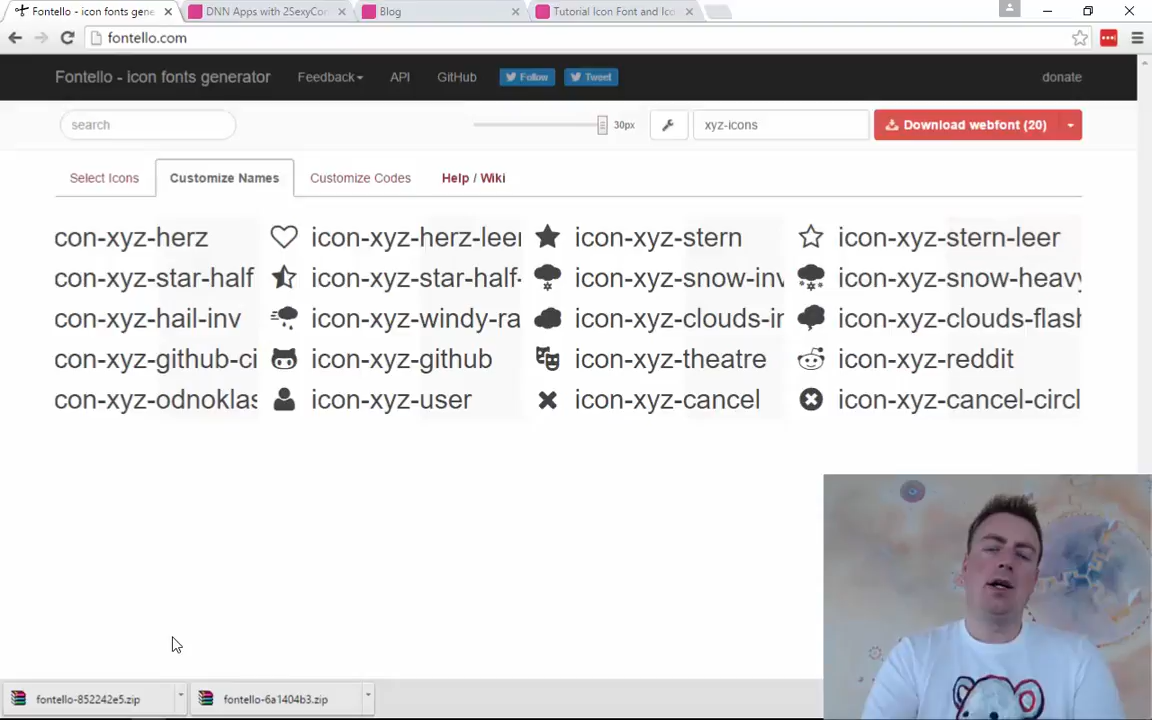 Fontello - icon fonts gene
DNN Apps with 2SexyCon
Blog
Tutorial Icon Font and Ico
fontello.com
Fontello - icon fonts generator
Feedback
API
GitHub
Follow
Tweet
donate
search
30px
xyz-icons
Download webfont (20)
Select Icons
Customize Names
Customize Codes
Help / Wiki
con-xyz-herz
icon-xyz-herz-leer
icon-xyz-stern
icon-xyz-stern-leer
con-xyz-star-half
icon-xyz-star-half-
icon-xyz-snow-inv
icon-xyz-snow-heavy
con-xyz-hail-inv
icon-xyz-windy-ra
icon-xyz-clouds-in
icon-xyz-clouds-flash
con-xyz-github-ci
icon-xyz-github
icon-xyz-theatre
icon-xyz-reddit
con-xyz-odnoklas
icon-xyz-user
icon-xyz-cancel
icon-xyz-cancel-circl
fontello-852242e5.zip
fontello-6a1404b3.zip